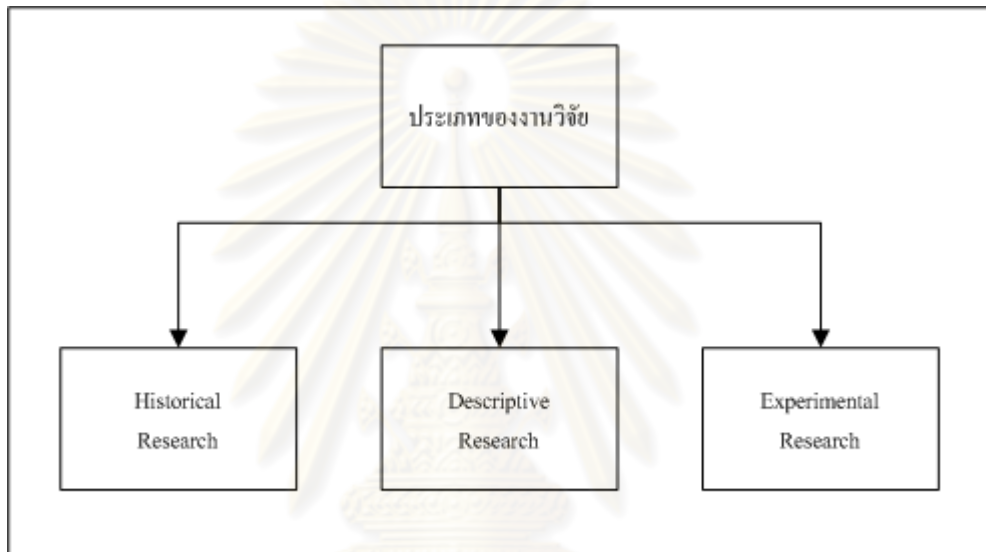 ประเภทของงานวิจัย
Historical
Research
Descriptive
Research
Experimental
Research